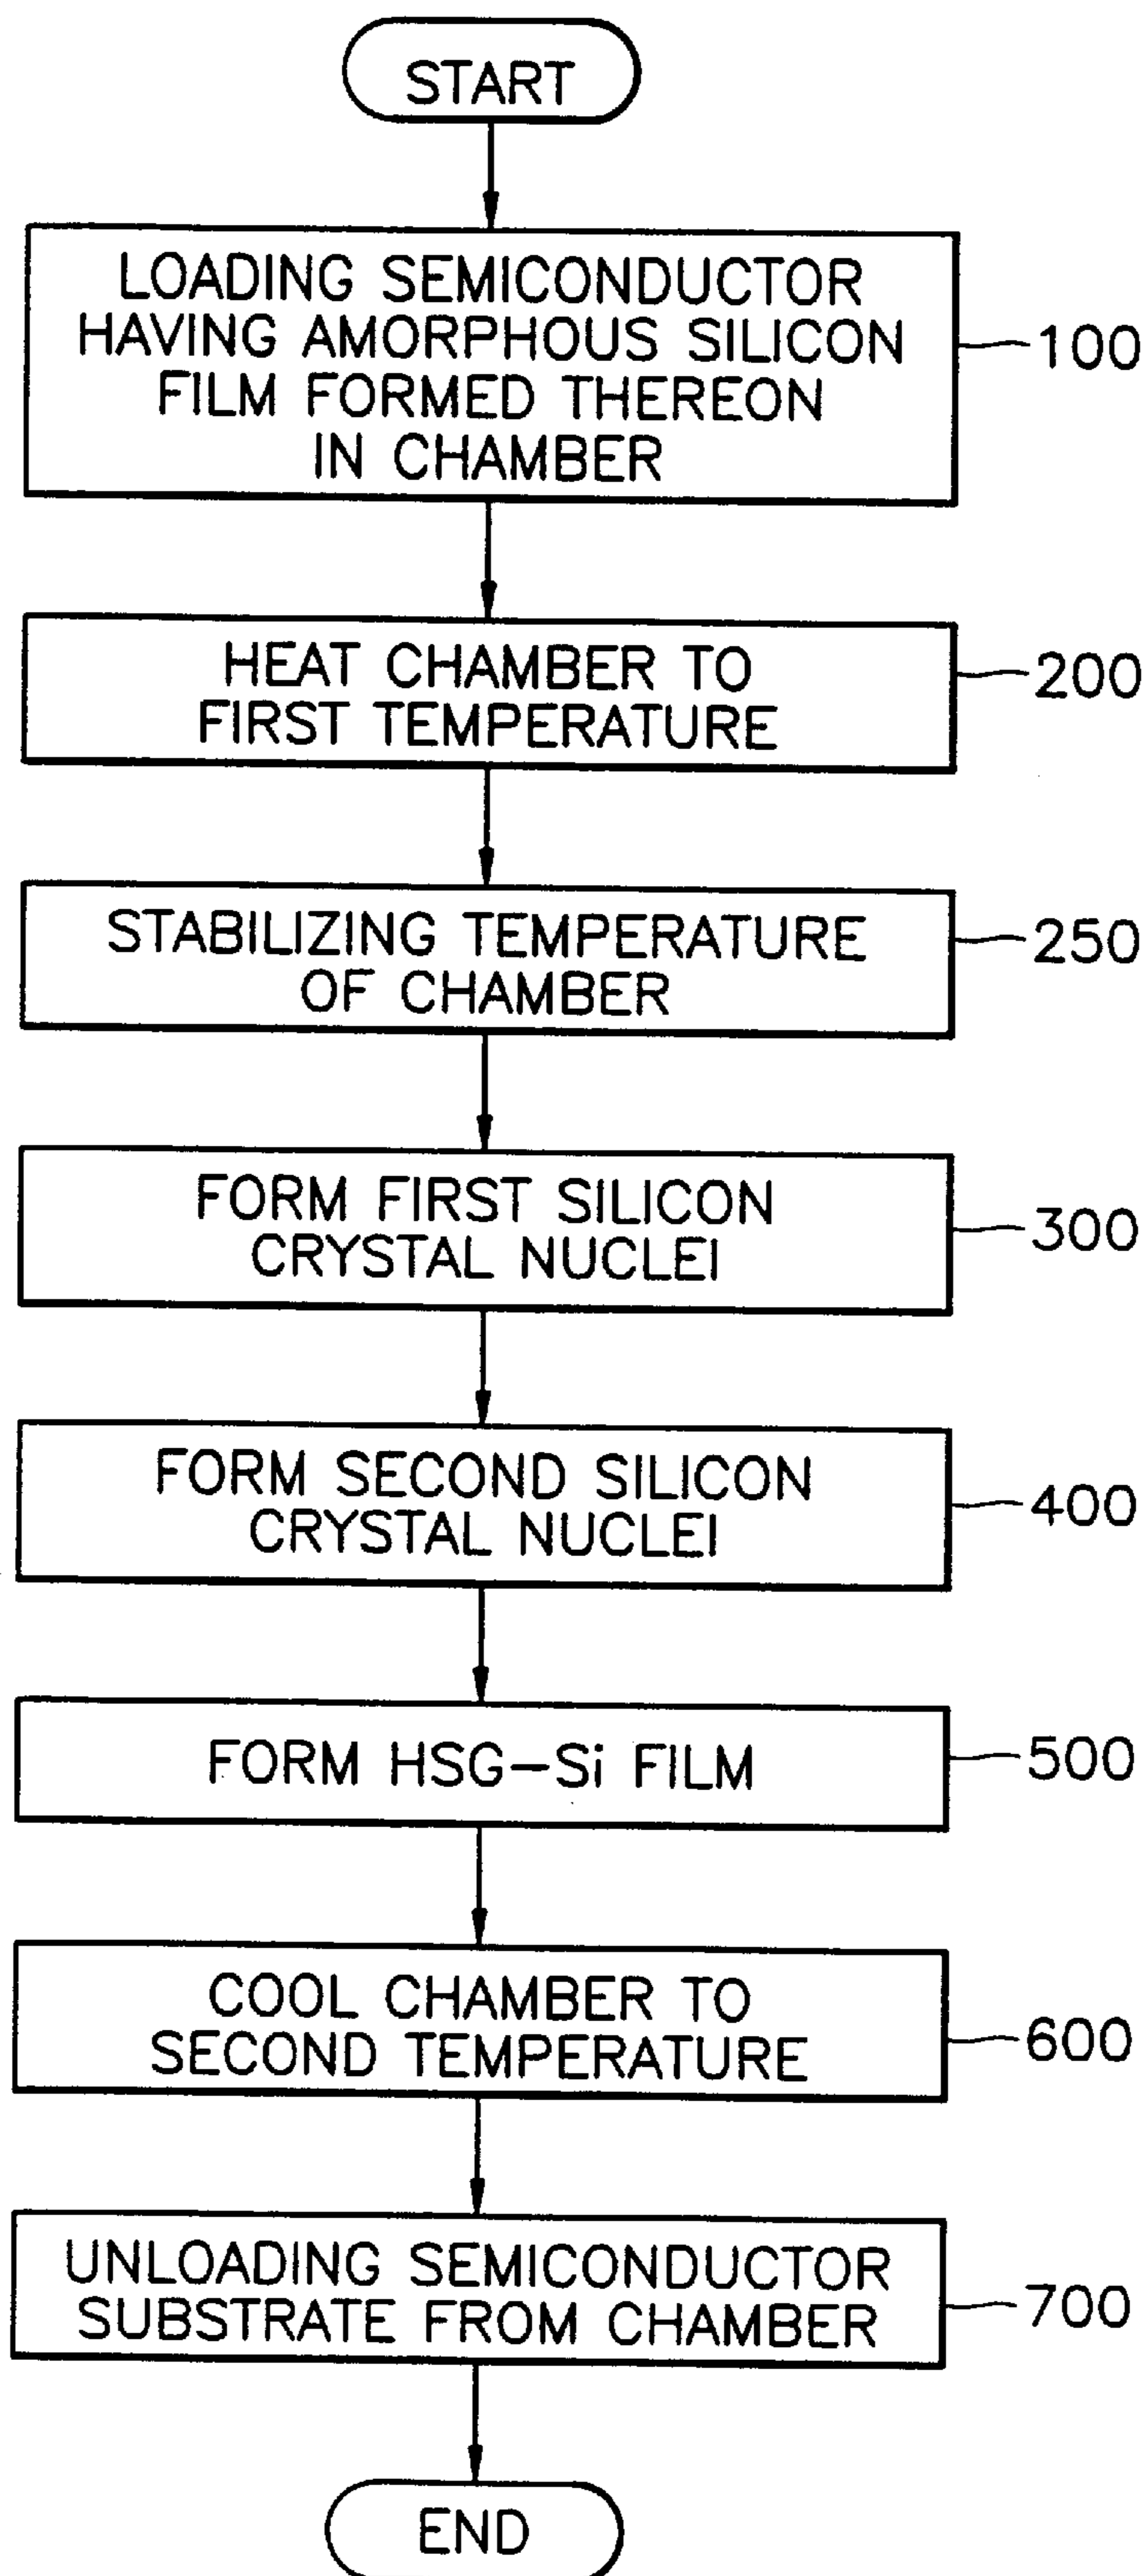 START
LOADING SEMICONDUCTOR
HAVING AMORPHOUS SILICON
FILM FORMED THEREON
IN CHAMBER
100
HEAT CHAMBER TO
FIRST TEMPERATURE
200
STABILIZING TEMPERATURE
OF CHAMBER
250
FORM FIRST SILICON
CRYSTAL NUCLEI
300
FORM SECOND SILICON
CRYSTAL NUCLEI
400
FORM HSG-Si FILM
500
COOL CHAMBER TO
SECOND TEMPERATURE
600
UNLOADING SEMICONDUCTOR
SUBSTRATE FROM CHAMBER
700
END